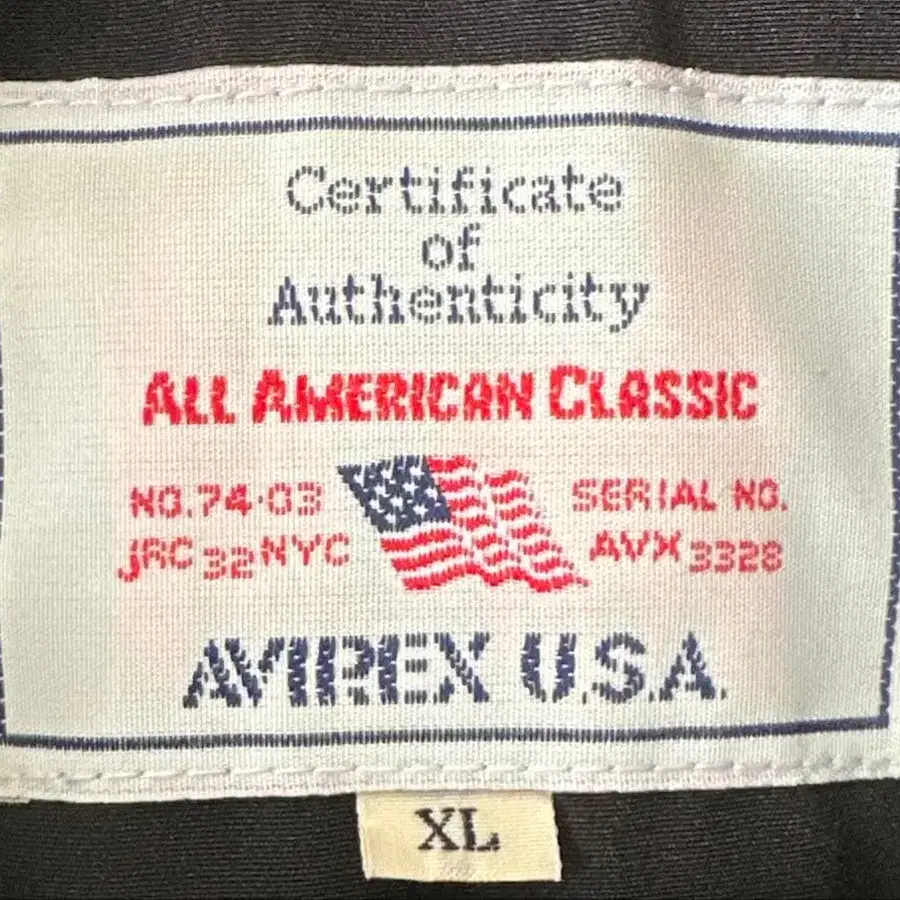 Certificate
of
Authenticity
ALL AMERICAN CLASSIC
NO.74-03
JRC 32 NYC
SERIAL NO.
AVX 3328
AVIREX U.S.A.
XL